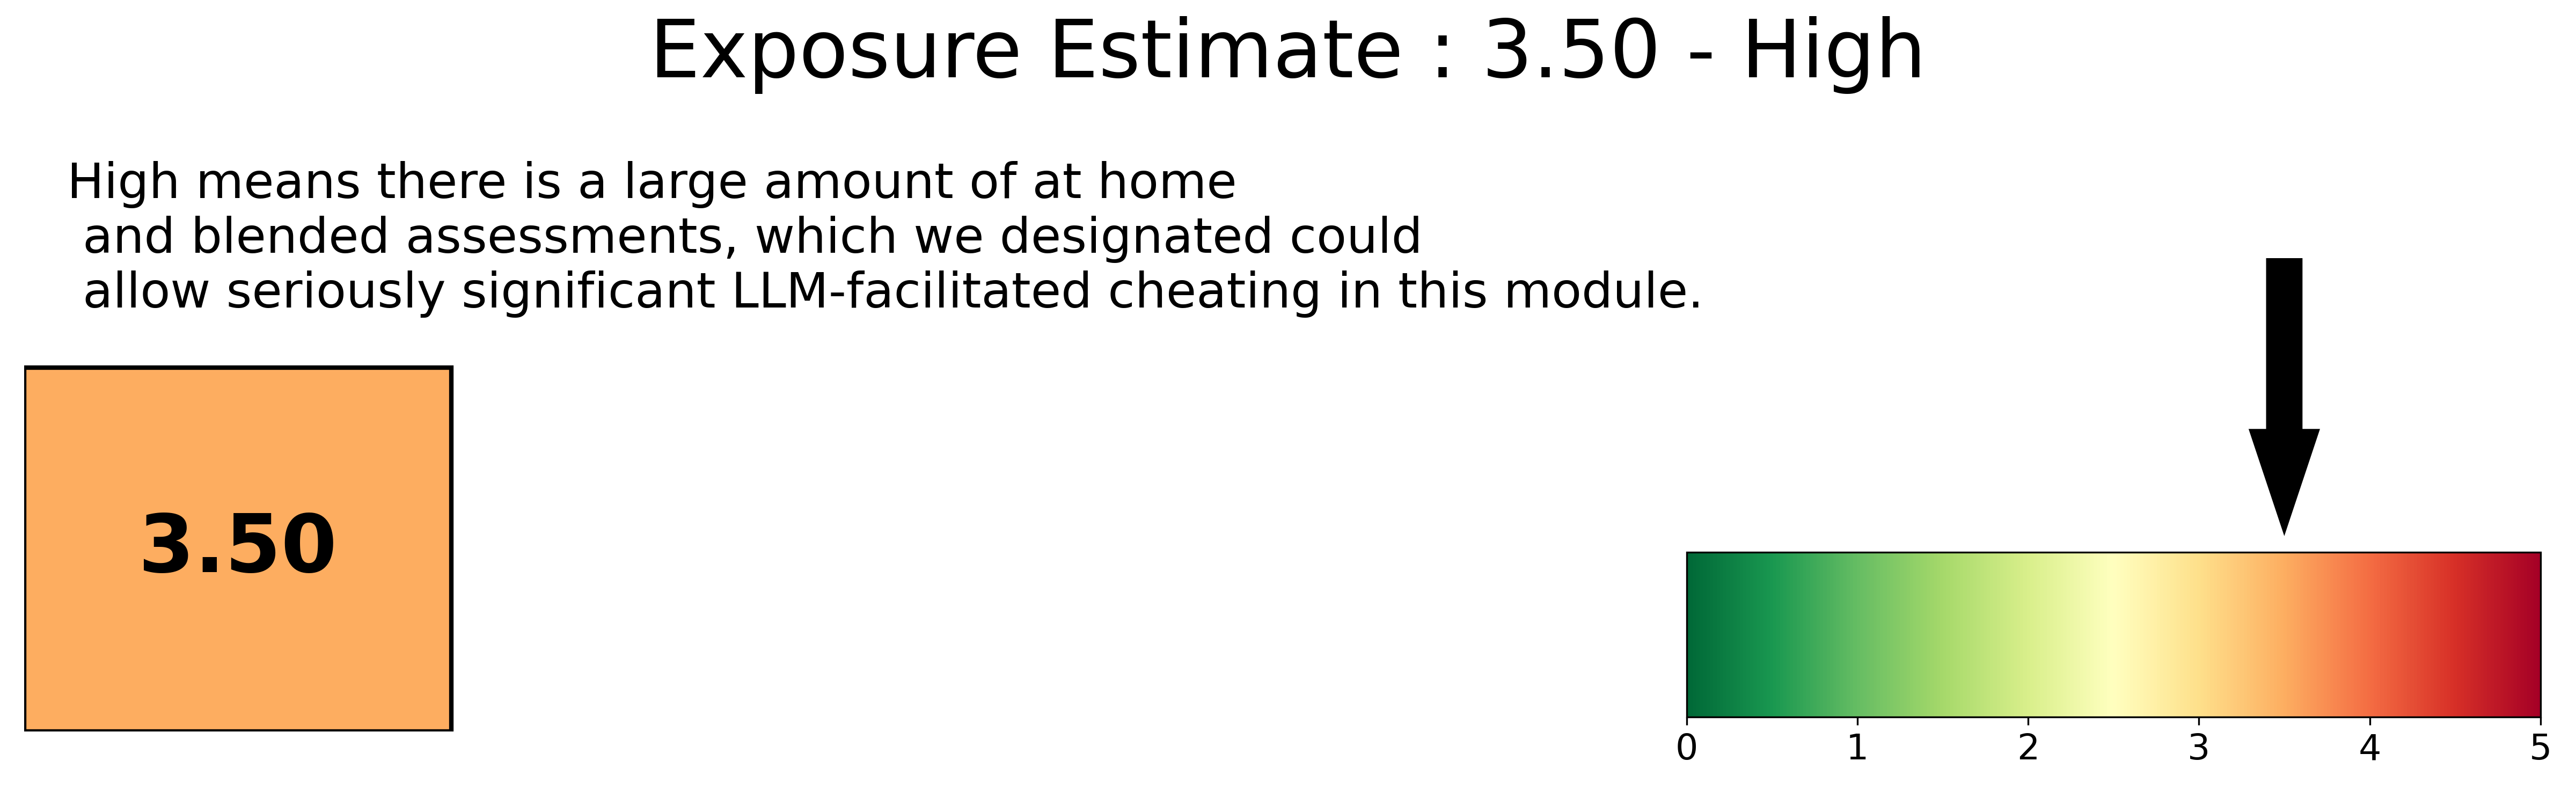 Exposure Estimate : 3.50 - High
High means there is a large amount of at home
and blended assessments, which we designated could
allow seriously significant LLM-facilitated cheating in this module.
3.50
0 1 2 3 4 5